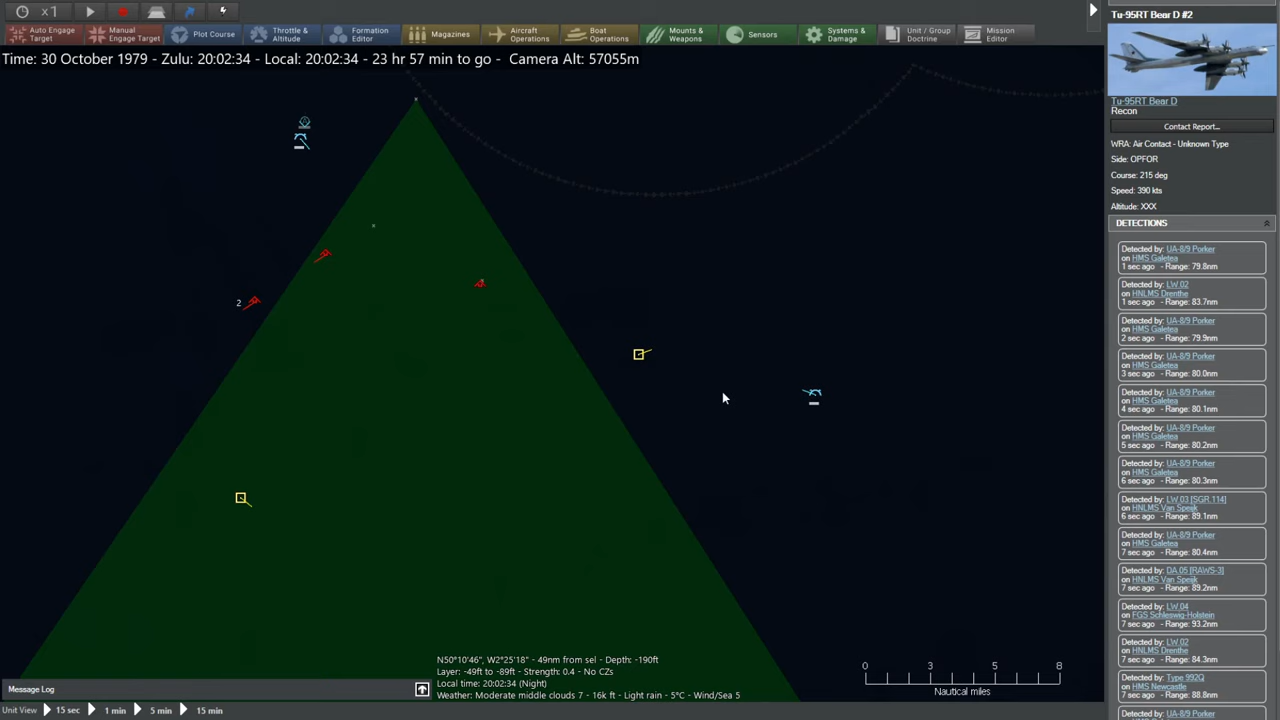 x1
Auto Engage Target
Manual Engage Target
Plot Course
Throttle & Altitude
Formation Editor
Magazines
Aircraft Operations
Boat Operations
Mounts & Weapons
Sensors
Systems & Damage
Unit / Group Doctrine
Mission Editor
Time: 30 October 1979 - Zulu: 20:02:34 - Local: 20:02:34 - 23 hr 57 min to go - Camera Alt: 57055m
2
N50°10'46", W2°25'18" - 49nm from sel - Depth: -190ft
Layer: -49ft to -89ft - Strength: 0.4 - No CZs
Local time: 20:02:34 (Night)
Weather: Moderate middle clouds 7 - 16k ft - Light rain - 5°C - Wind/Sea 5
0 3 5 8
Nautical miles
Message Log
Unit View 15 sec 1 min 5 min 15 min
Tu-95RT Bear D #2
Tu-95RT Bear D
Recon
Contact Report...
WRA: Air Contact - Unknown Type
Side: OPFOR
Course: 215 deg
Speed: 390 kts
Altitude: XXX
DETECTIONS
Detected by: UA-8/9 Porker
on HMS Galetea
1 sec ago - Range: 79.8nm
Detected by: LW.02
on HNLMS Drenthe
1 sec ago - Range: 83.7nm
Detected by: UA-8/9 Porker
on HMS Galetea
2 sec ago - Range: 79.9nm
Detected by: UA-8/9 Porker
on HMS Galetea
3 sec ago - Range: 80.0nm
Detected by: UA-8/9 Porker
on HMS Galetea
4 sec ago - Range: 80.1nm
Detected by: UA-8/9 Porker
on HMS Galetea
5 sec ago - Range: 80.2nm
Detected by: UA-8/9 Porker
on HMS Galetea
6 sec ago - Range: 80.3nm
Detected by: LW.03 [SGR.114]
on HNLMS Van Speijk
6 sec ago - Range: 89.1nm
Detected by: UA-8/9 Porker
on HMS Galetea
7 sec ago - Range: 80.4nm
Detected by: DA.05 [RAWS-3]
on HNLMS Van Speijk
7 sec ago - Range: 89.2nm
Detected by: LW.04
on FGS Schleswig-Holstein
7 sec ago - Range: 93.2nm
Detected by: LW.02
on HNLMS Drenthe
7 sec ago - Range: 84.3nm
Detected by: Type 992Q
on HMS Newcastle
7 sec ago - Range: 88.8nm
Detected by: UA-8/9 Porker